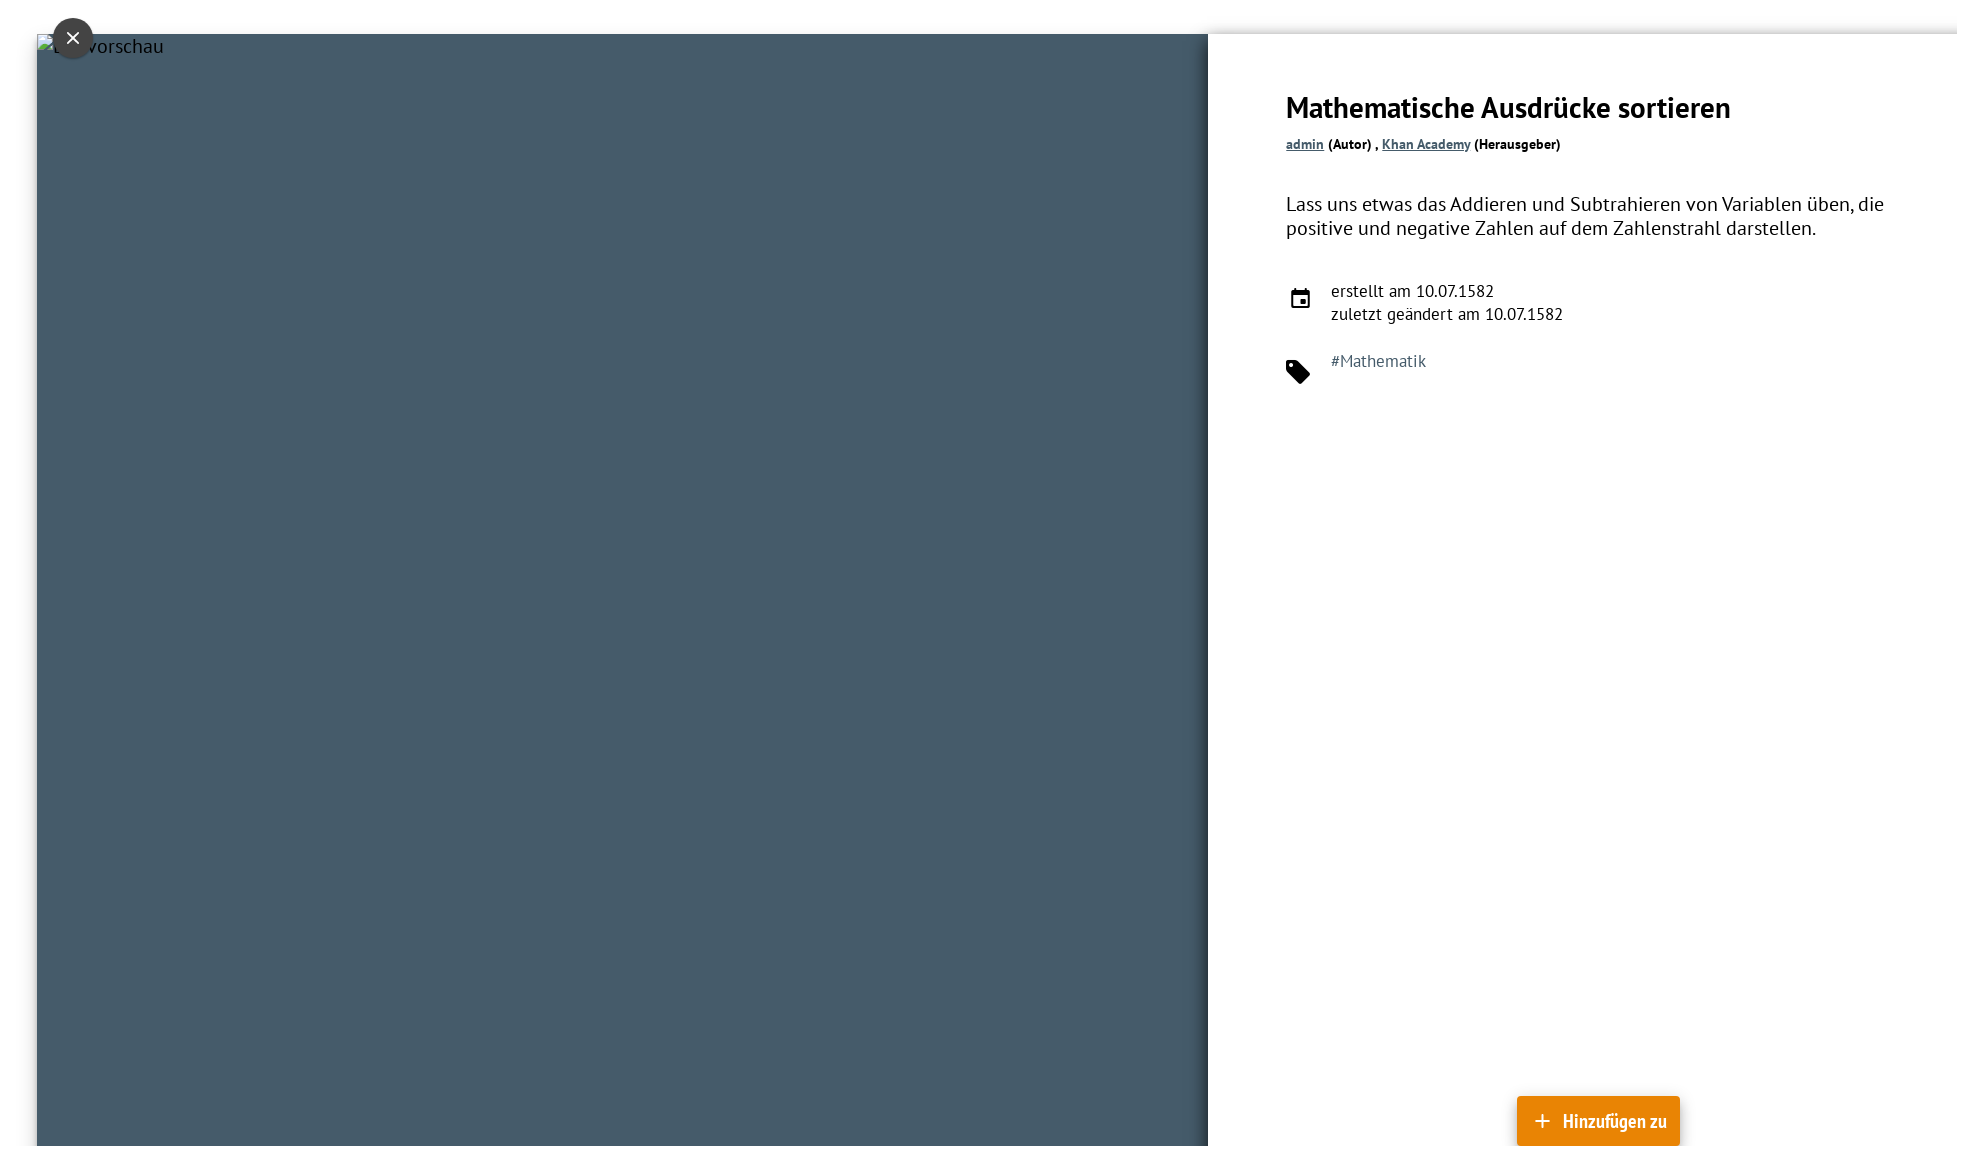 vorschau
Mathematische Ausdrücke sortieren
admin (Autor) , Khan Academy (Herausgeber)
Lass uns etwas das Addieren und Subtrahieren von Variablen üben, die
positive und negative Zahlen auf dem Zahlenstrahl darstellen.
erstellt am 10.07.1582
zuletzt geändert am 10.07.1582
#Mathematik
Hinzufügen zu